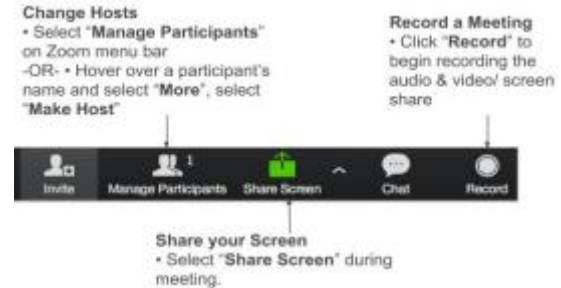 Change Hosts
• Select "Manage Participants"
on Zoom menu bar
-OR- • Hover over a participant's
name and select "More", select
"Make Host"
Record a Meeting
• Click "Record" to
begin recording the
audio & video/ screen
share
Invite
Manage Participants
1
Share Screen
Chat
Record
Share your Screen
• Select "Share Screen" during
meeting.